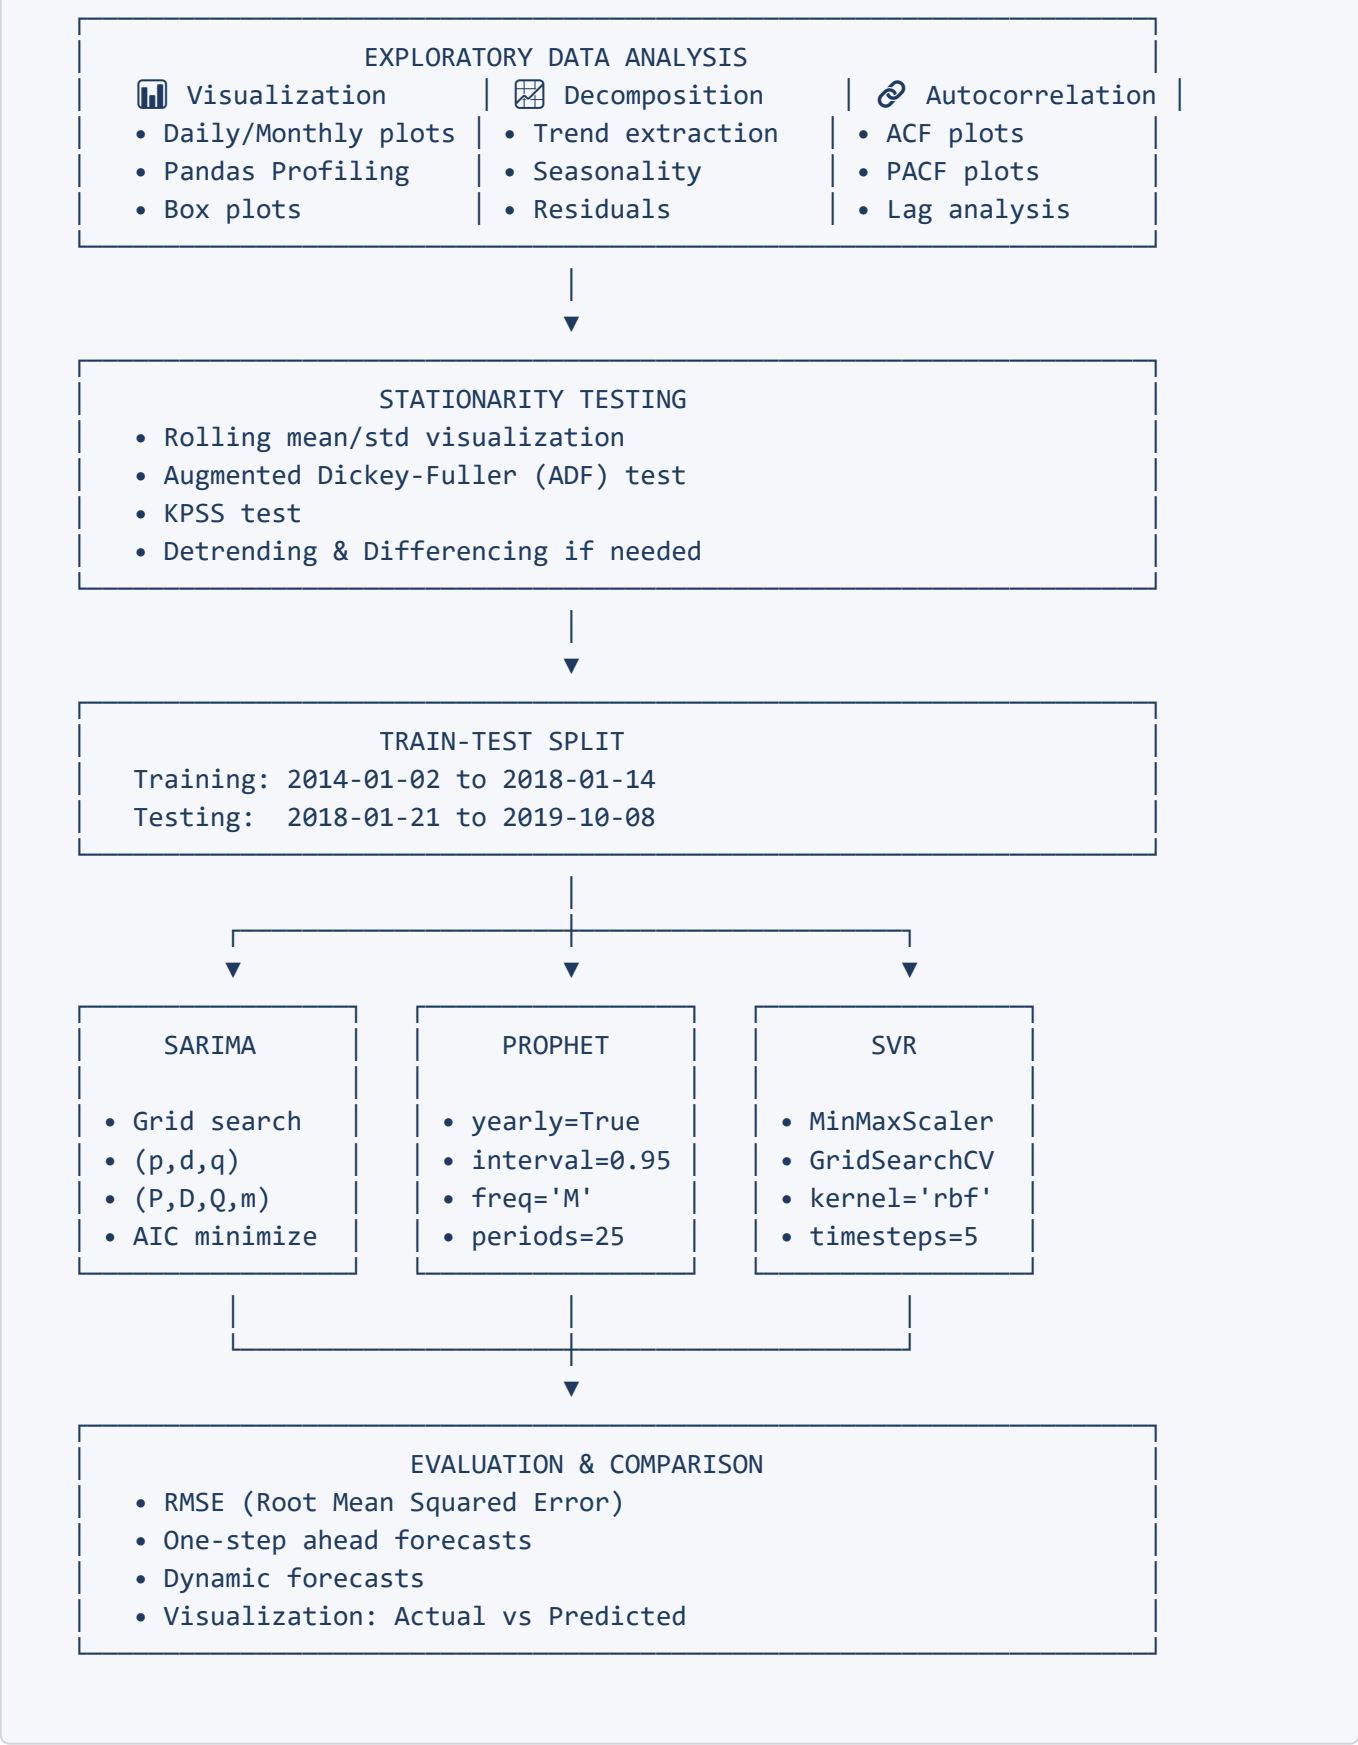 EXPLORATORY DATA ANALYSIS
📊 Visualization │ 📈 Decomposition │ 🔗 Autocorrelation │
• Daily/Monthly plots │ • Trend extraction │ • ACF plots
• Pandas Profiling │ • Seasonality │ • PACF plots
• Box plots │ • Residuals │ • Lag analysis
STATIONARITY TESTING
• Rolling mean/std visualization
• Augmented Dickey-Fuller (ADF) test
• KPSS test
• Detrending & Differencing if needed
TRAIN-TEST SPLIT
Training: 2014-01-02 to 2018-01-14
Testing: 2018-01-21 to 2019-10-08
SARIMA
• Grid search
• (p,d,q)
• (P,D,Q,m)
• AIC minimize
PROPHET
• yearly=True
• interval=0.95
• freq='M'
• periods=25
SVR
• MinMaxScaler
• GridSearchCV
• kernel='rbf'
• timesteps=5
EVALUATION & COMPARISON
• RMSE (Root Mean Squared Error)
• One-step ahead forecasts
• Dynamic forecasts
• Visualization: Actual vs Predicted